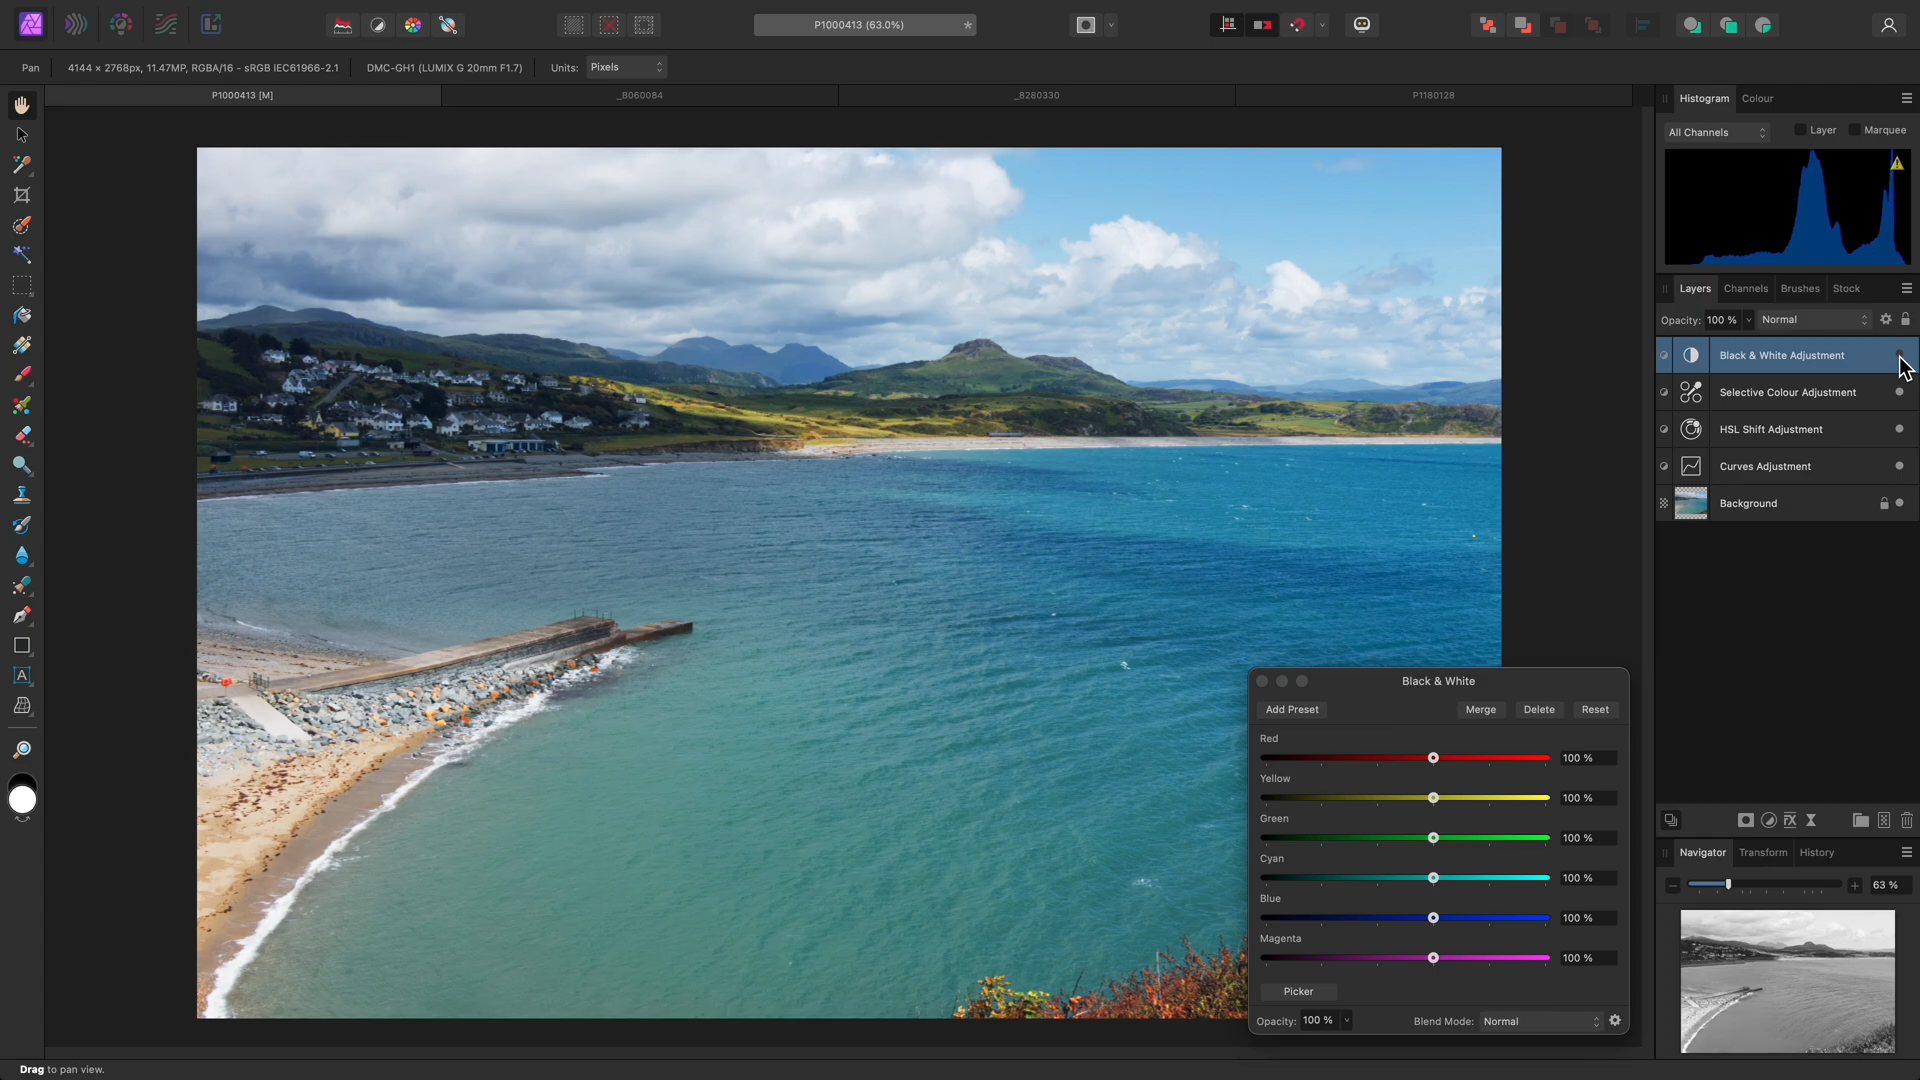 P1000413 (63.0%)
*
Pan
4144 × 2768px, 11.47MP, RGBA/16 - sRGB IEC61966-2.1
DMC-GH1 (LUMIX G 20mm F1.7)
Units:
Pixels
P1000413 [M]
_B060084
_8280330
P1180128
Histogram
Colour
All Channels
Layer
Marquee
Layers
Channels
Brushes
Stock
Opacity:
100 %
Normal
Black & White Adjustment
Selective Colour Adjustment
HSL Shift Adjustment
Curves Adjustment
Background
Black & White
Add Preset
Merge
Delete
Reset
Red
100 %
Yellow
100 %
Green
100 %
Cyan
100 %
Blue
100 %
Magenta
100 %
Picker
Opacity:
100 %
Blend Mode:
Normal
Navigator
Transform
History
63 %
Drag to pan view.